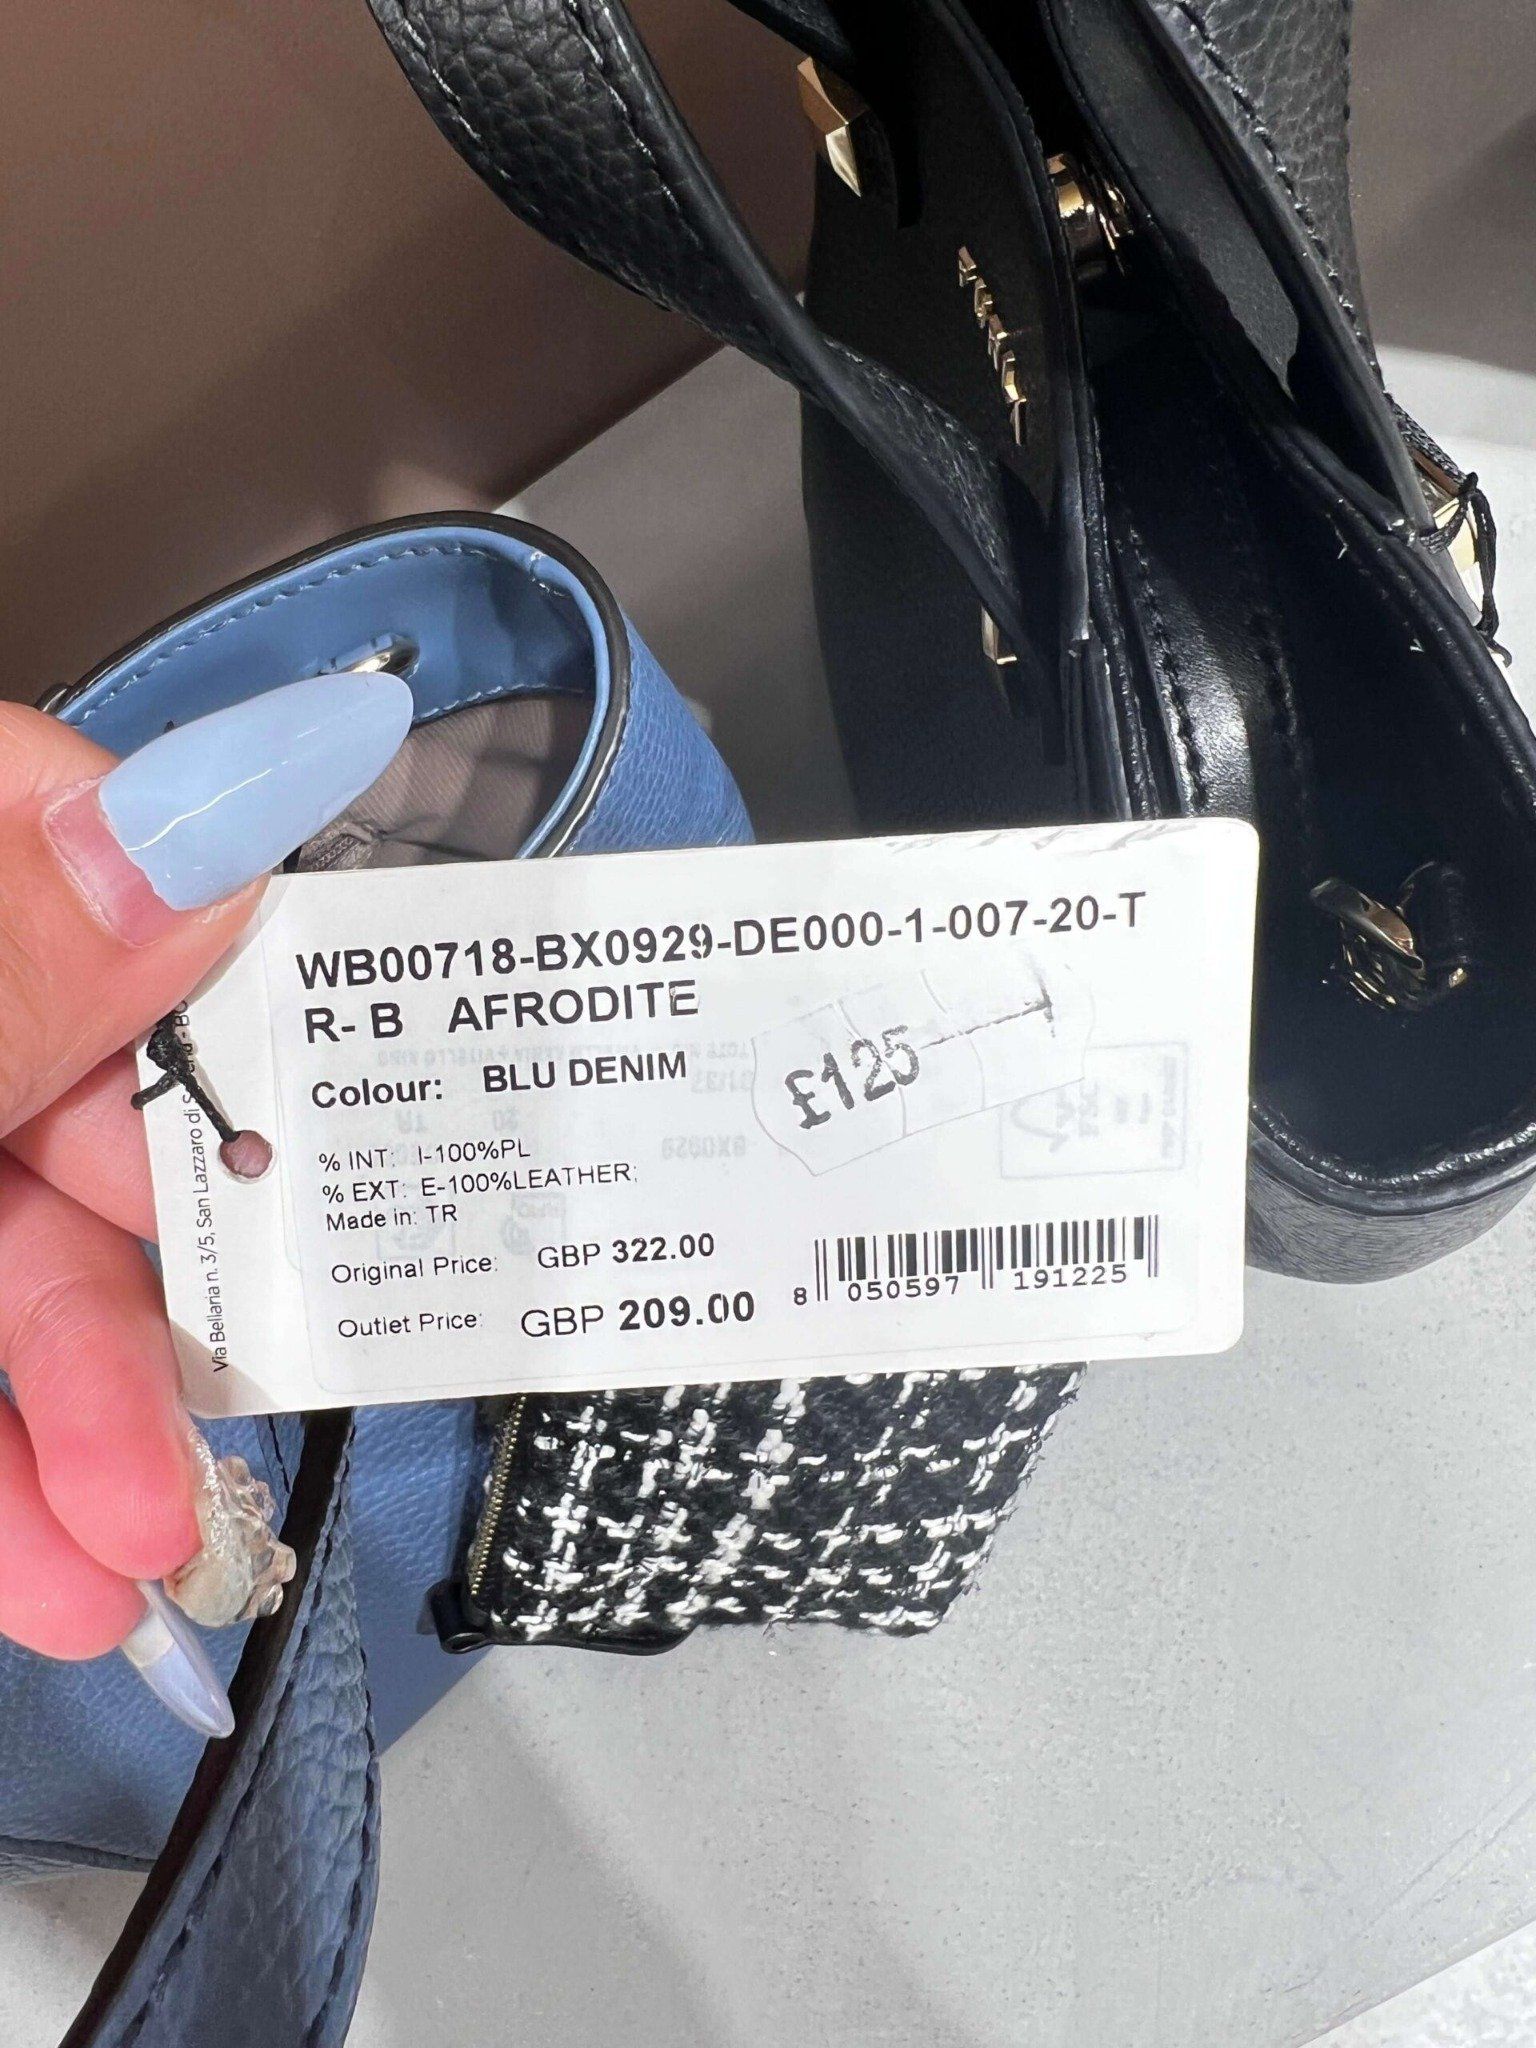 WB00718-BX0929-DE000-1-007-20-T
R- B AFRODITE
Colour: BLU DENIM
£125
% INT: I-100%PL
% EXT: E-100%LEATHER;
Made in: TR
Original Price: GBP 322.00
Outlet Price: GBP 209.00
8 050597 191225
Via Bellaria n. 3/5, San Lazzaro di
FURLA